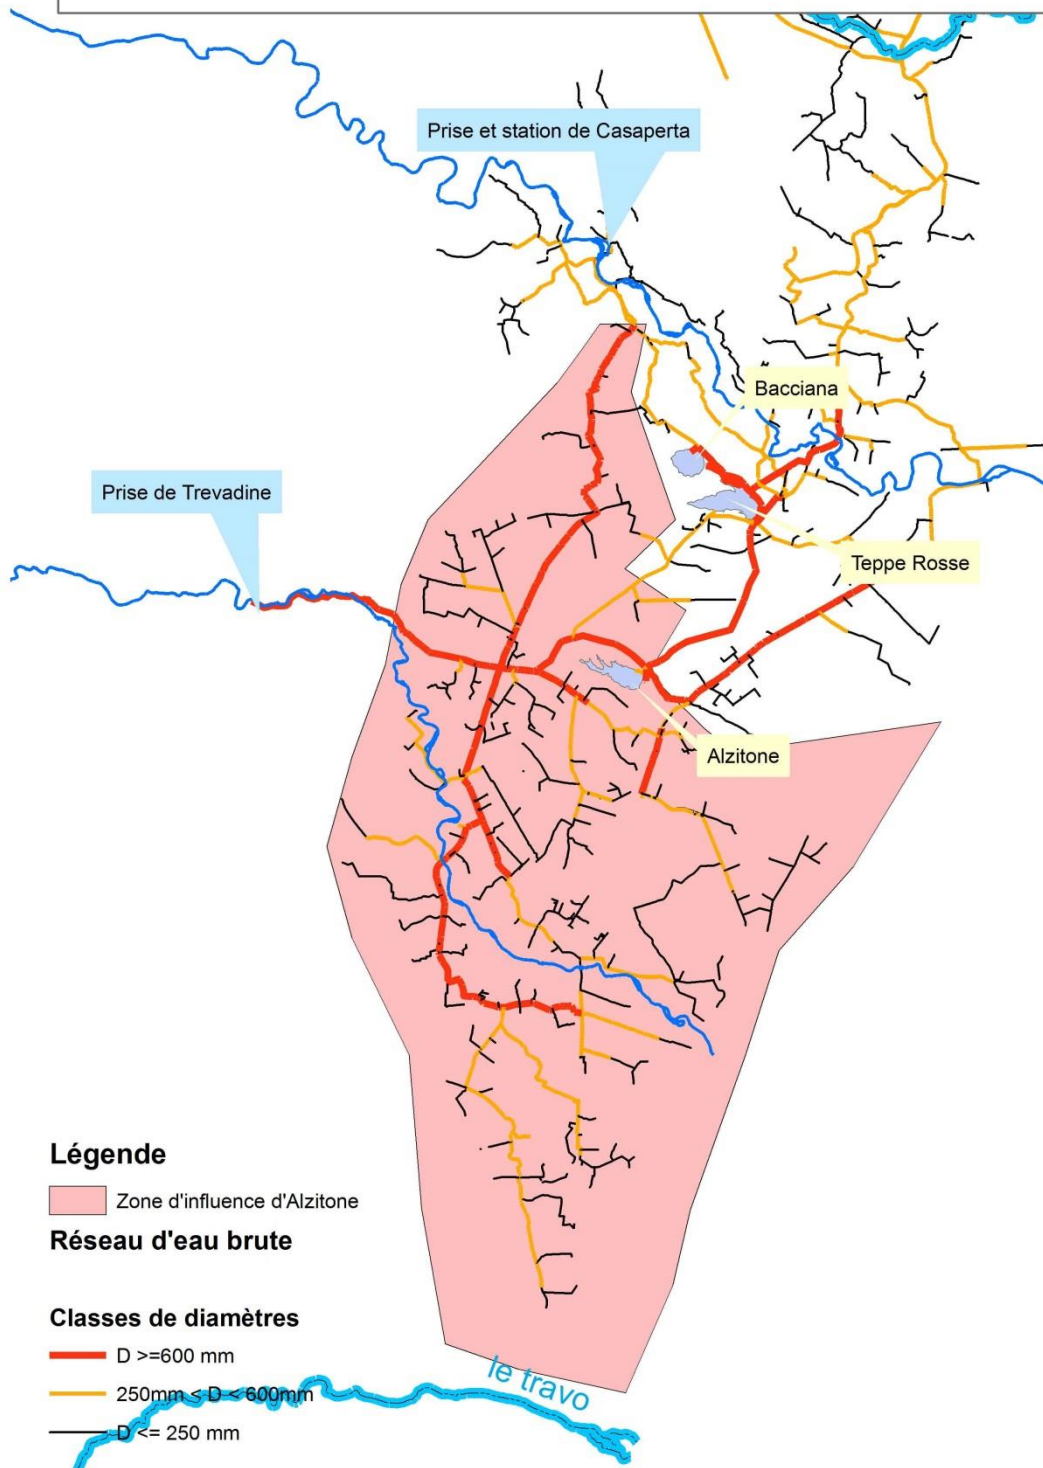 Prise et station de Casaperta
Bacciana
Prise de Trevadine
Teppe Rosse
Alzitone
Légende
Zone d'influence d'Alzitone
Réseau d'eau brute
Classes de diamètres
D >=600 mm
250mm < D < 600mm
D <= 250 mm
le travo